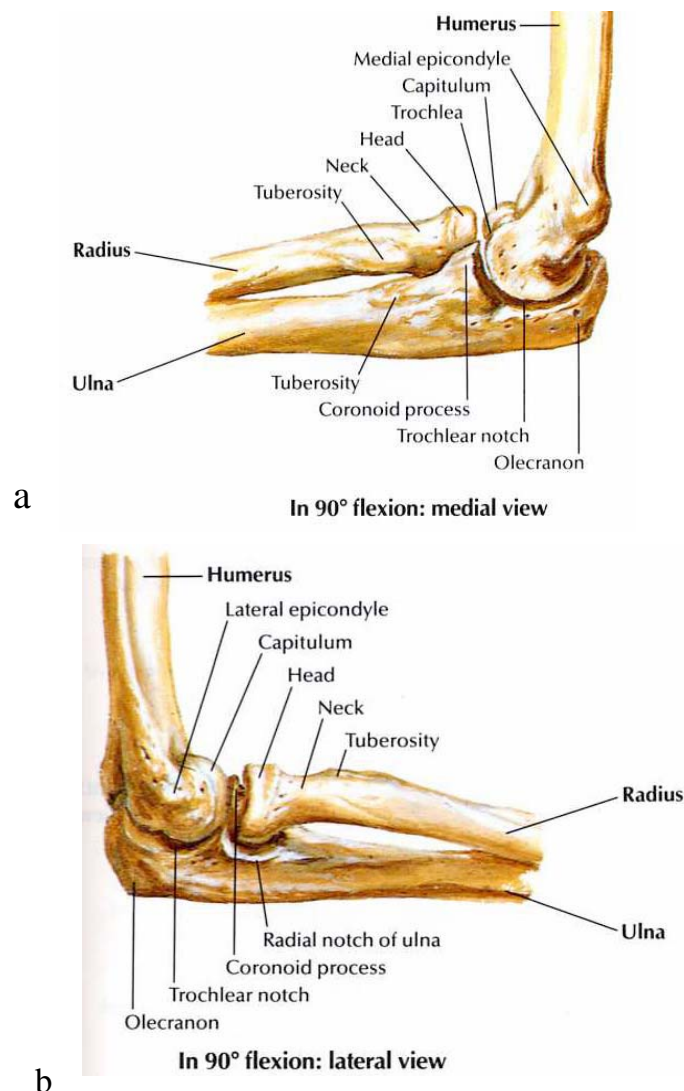 Humerus
Medial epicondyle
Capitulum
Trochlea
Head
Neck
Tuberosity
Radius
Ulna
Tuberosity
Coronoid process
Trochlear notch
Olecranon
a
In 90° flexion: medial view
Humerus
Lateral epicondyle
Capitulum
Head
Neck
Tuberosity
Radius
Ulna
Radial notch of ulna
Coronoid process
Trochlear notch
Olecranon
In 90° flexion: lateral view
b